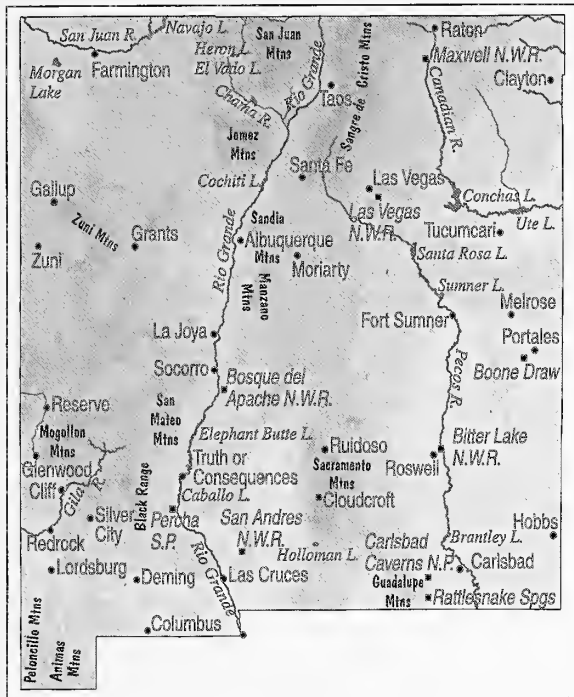 San Juan R.
Navajo L.
San Juan
Mtns
Raton
Heron L.
El Vado L.
Maxwell N.W.R.
Farmington
Morgan
Lake
Clayton
Rio Grande
Sangre de Cristo Mtns
Canadian R.
Chama R.
Taos
Jemez
Mtns
Santa Fe
Cochiti L.
Las Vegas
Las Vegas
N.W.R.
Conchas L.
Ute L.
Gallup
Zuni Mtns
Grants
Zuni
Rio Grande
Sandia
Mtns
Albuquerque
Manzano
Mtns
Moriarty
Tucumcari
Santa Rosa L.
Sumner L.
Melrose
Fort Sumner
La Joya
Portales
Boone Draw
Socorro
Bosque del
Apache N.W.R.
Pecos R.
Reserve
San
Mateo
Mtns
Mogollon
Mtns
Elephant Butte L.
Ruidoso
Bitter Lake
N.W.R.
Glenwood
Truth or
Consequences
Sacramento
Mtns
Roswell
Cliff
Gila R.
Black Range
Caballo L.
Cloudcroft
Silver
City
Percha
S.P.
San Andres
N.W.R.
Hobbs
Redrock
Holloman L.
Carlsbad
Caverns N.P.
Brantley L.
Lordsburg
Deming
Rio Grande
Las Cruces
Carlsbad
Guadalupe
Mtns
Rattlesnake Spgs
Peloncillo Mtns
Animas
Mtns
Columbus